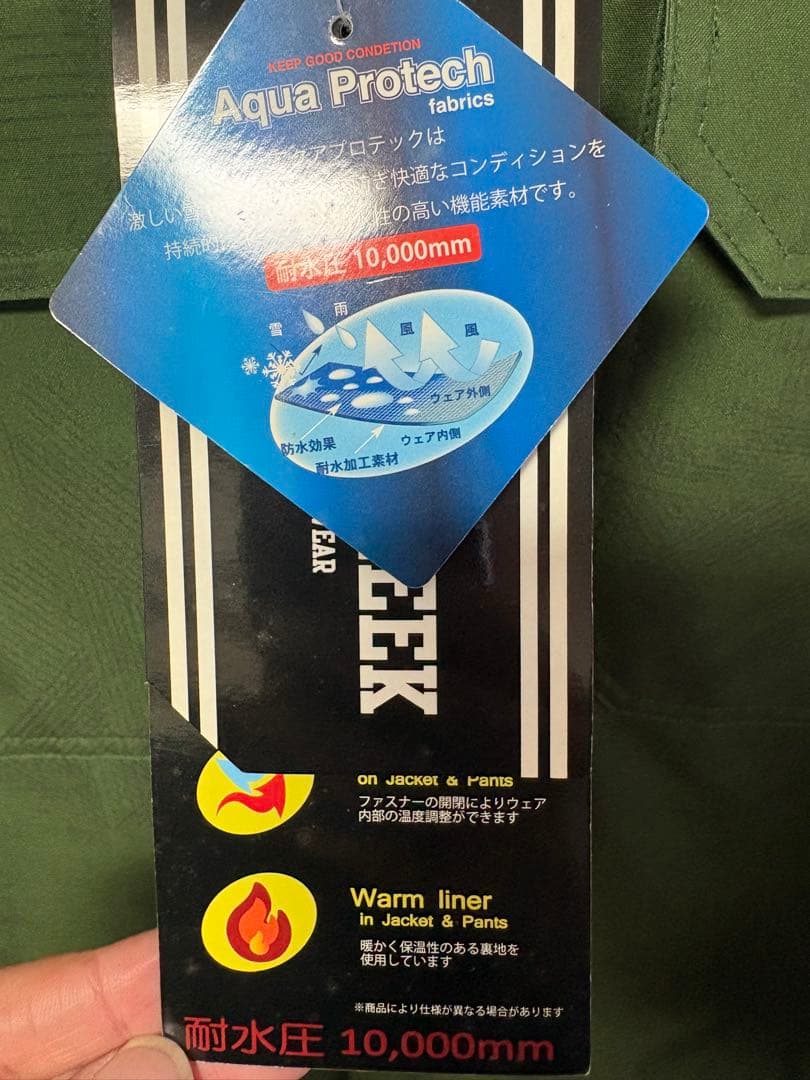 KEEP GOOD CONDETION
Aqua Protech
fabrics
アプロテックは
激しい
ぎ快適なコンディションを
持続的
性の高い機能素材です。
耐水圧 10,000mm
雪
雨
風
風
ウェア外側
防水効果
ウェア内側
耐水加工素材
on Jacket & Pants
ファスナーの開閉によりウェア
内部の温度調整ができます
Warm liner
in Jacket & Pants
暖かく保温性のある裏地を
使用しています
※商品により仕様が異なる場合があります
耐水圧 10,000mm